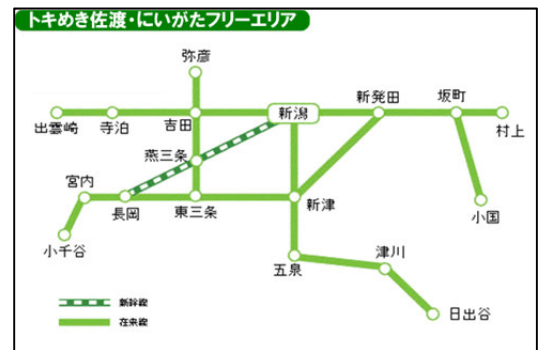 トキめき佐渡・にいがたフリーエリア
弥彦
出雲崎
寺泊
吉田
新潟
新発田
坂町
村上
燕三条
宮内
長岡
東三条
新津
小国
小千谷
五泉
津川
日出谷
新幹線
在来線